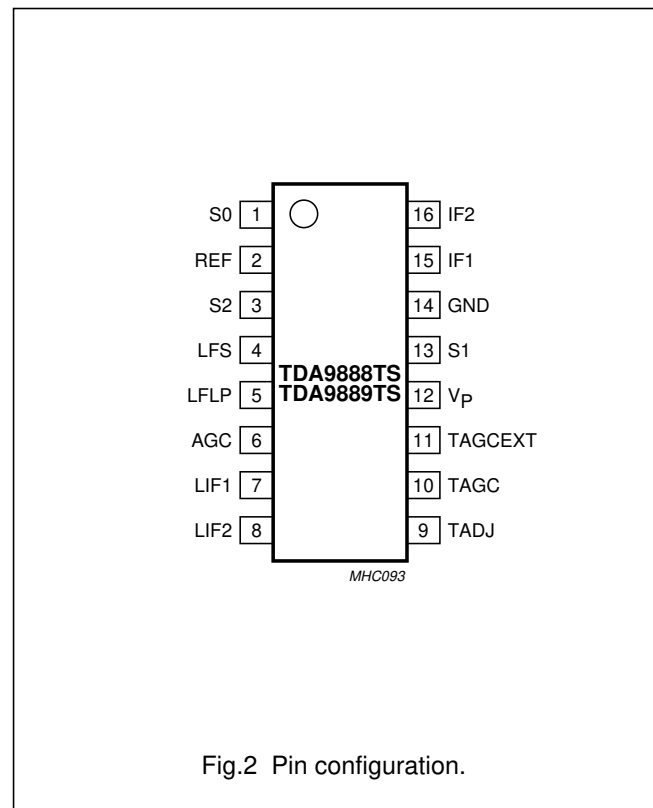 S0 1 16 IF2
REF 2 15 IF1
S2 3 14 GND
LFS 4 13 S1
TDA9888TS
LFLP 5 TDA9889TS 12 VP
AGC 6 11 TAGCEXT
LIF1 7 10 TAGC
LIF2 8 9 TADJ
MHC093
Fig.2 Pin configuration.